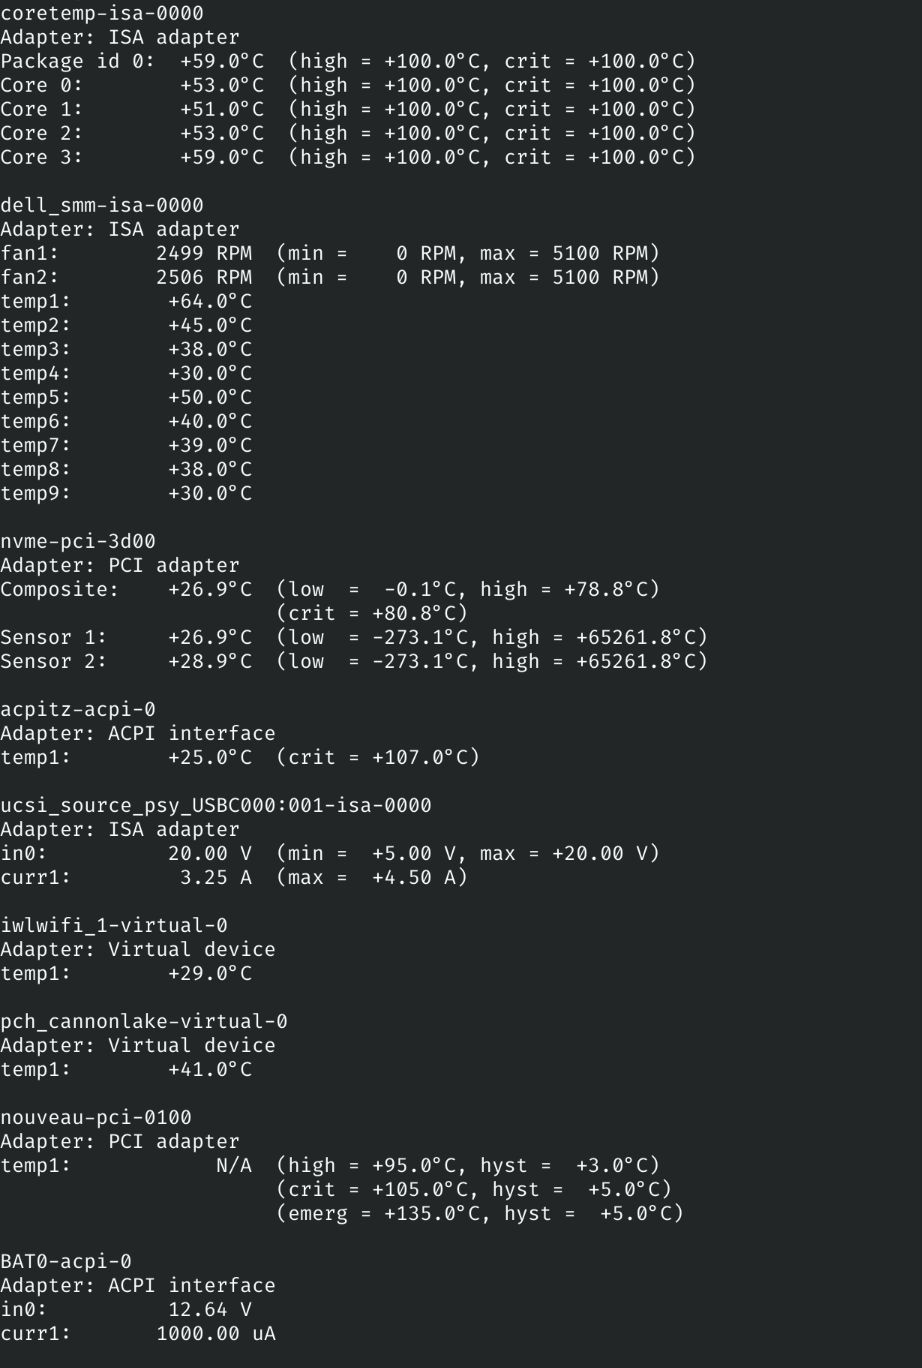 coretemp-isa-0000
Adapter: ISA adapter
Package id 0:  +59.0°C  (high = +100.0°C, crit = +100.0°C)
Core 0:        +53.0°C  (high = +100.0°C, crit = +100.0°C)
Core 1:        +51.0°C  (high = +100.0°C, crit = +100.0°C)
Core 2:        +53.0°C  (high = +100.0°C, crit = +100.0°C)
Core 3:        +59.0°C  (high = +100.0°C, crit = +100.0°C)

dell_smm-isa-0000
Adapter: ISA adapter
fan1:        2499 RPM  (min =    0 RPM, max = 5100 RPM)
fan2:        2506 RPM  (min =    0 RPM, max = 5100 RPM)
temp1:        +64.0°C
temp2:        +45.0°C
temp3:        +38.0°C
temp4:        +30.0°C
temp5:        +50.0°C
temp6:        +40.0°C
temp7:        +39.0°C
temp8:        +38.0°C
temp9:        +30.0°C

nvme-pci-3d00
Adapter: PCI adapter
Composite:    +26.9°C  (low  =  -0.1°C, high = +78.8°C)
                       (crit = +80.8°C)
Sensor 1:     +26.9°C  (low  = -273.1°C, high = +65261.8°C)
Sensor 2:     +28.9°C  (low  = -273.1°C, high = +65261.8°C)

acpitz-acpi-0
Adapter: ACPI interface
temp1:        +25.0°C  (crit = +107.0°C)

ucsi_source_psy_USBC000:001-isa-0000
Adapter: ISA adapter
in0:          20.00 V  (min =  +5.00 V, max = +20.00 V)
curr1:         3.25 A  (max =  +4.50 A)

iwlwifi_1-virtual-0
Adapter: Virtual device
temp1:        +29.0°C

pch_cannonlake-virtual-0
Adapter: Virtual device
temp1:        +41.0°C

nouveau-pci-0100
Adapter: PCI adapter
temp1:            N/A  (high = +95.0°C, hyst =  +3.0°C)
                       (crit = +105.0°C, hyst =  +5.0°C)
                       (emerg = +135.0°C, hyst =  +5.0°C)

BAT0-acpi-0
Adapter: ACPI interface
in0:          12.64 V
curr1:       1000.00 uA